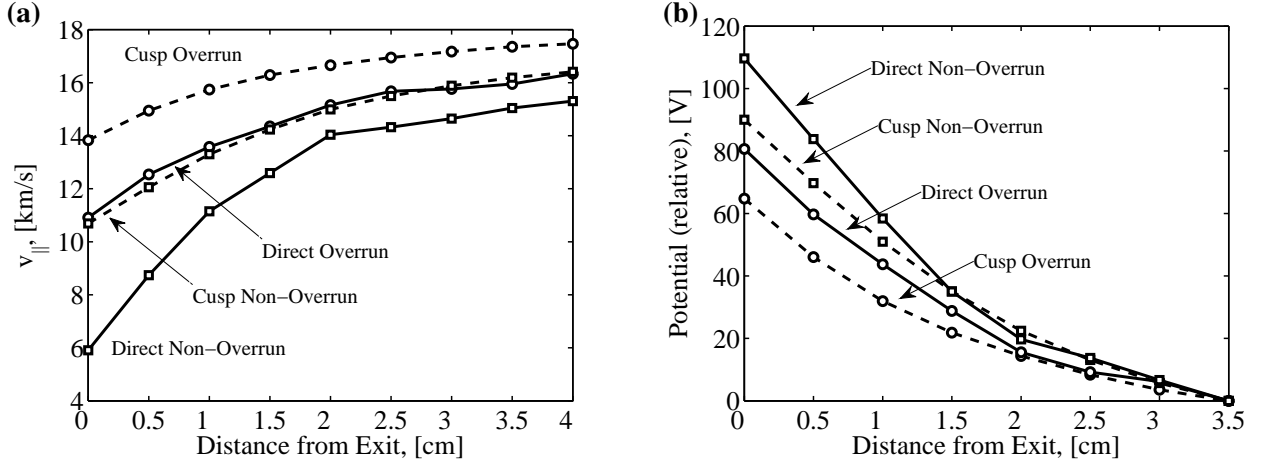 (a)
18
16
14
12
10
8
6
4
v||, [km/s]
Cusp Overrun
Direct Overrun
Cusp Non−Overrun
Direct Non−Overrun
0 0.5 1 1.5 2 2.5 3 3.5 4
Distance from Exit, [cm]
(b)
120
100
80
60
40
20
0
Potential (relative), [V]
Direct Non−Overrun
Cusp Non−Overrun
Direct Overrun
Cusp Overrun
0 0.5 1 1.5 2 2.5 3 3.5
Distance from Exit, [cm]